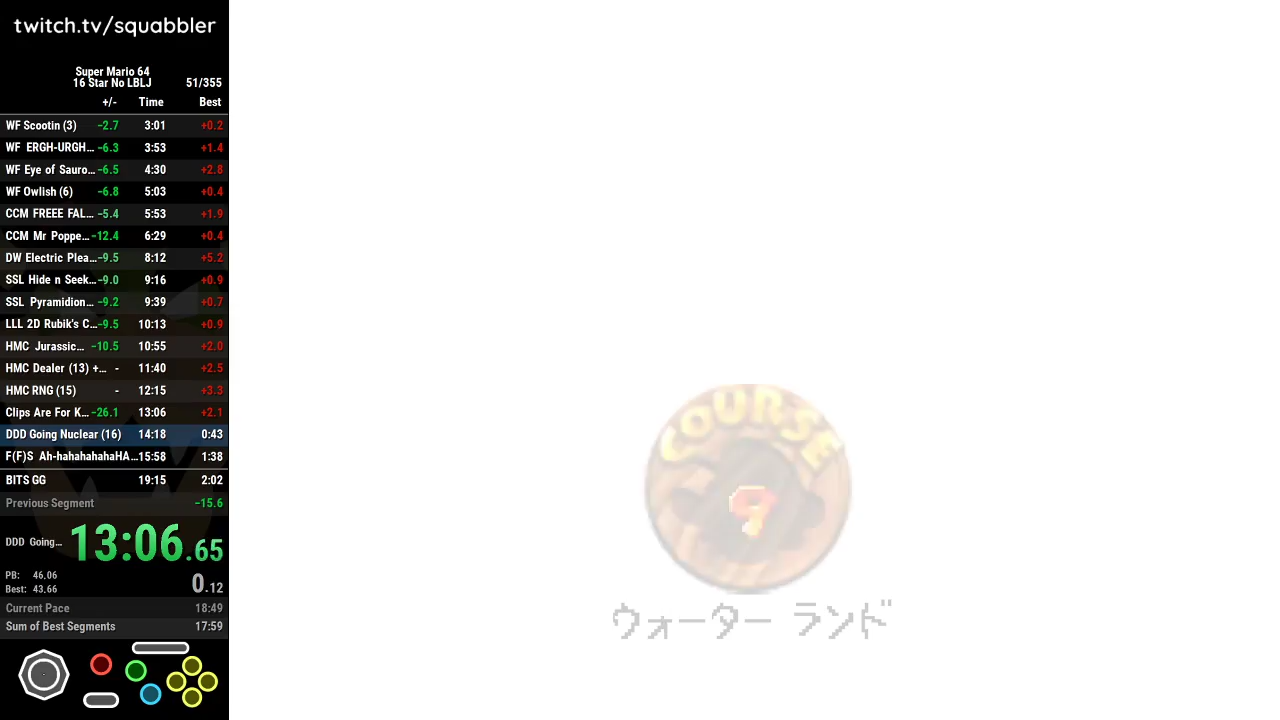 twitch.tv/squabbler
Super Mario 64
16 Star No LBLJ 51/355
+/- Time Best
WF Scootin (3) −2.7 3:01 +0.2
WF ERGH-URGH... −6.3 3:53 +1.4
WF Eye of Sauro... −6.5 4:30 +2.8
WF Owlish (6) −6.8 5:03 +0.4
CCM FREEE FAL... −5.4 5:53 +1.9
CCM Mr Poppe... −12.4 6:29 +0.4
DW Electric Plea... −9.5 8:12 +5.2
SSL Hide n Seek... −9.0 9:16 +0.9
SSL Pyramidion... −9.2 9:39 +0.7
LLL 2D Rubik's C... −9.5 10:13 +0.9
HMC Jurassic... −10.5 10:55 +2.0
HMC Dealer (13) +... - 11:40 +2.5
HMC RNG (15) - 12:15 +3.3
Clips Are For K... −26.1 13:06 +2.1
DDD Going Nuclear (16) 14:18 0:43
F(F)S Ah-hahahahahaHA... 15:58 1:38
BITS GG 19:15 2:02
Previous Segment −15.6
DDD Going... 13:06.65
PB: 46.06
Best: 43.66 0.12
Current Pace 18:49
Sum of Best Segments 17:59
COURSE
9
ウォーター ランド